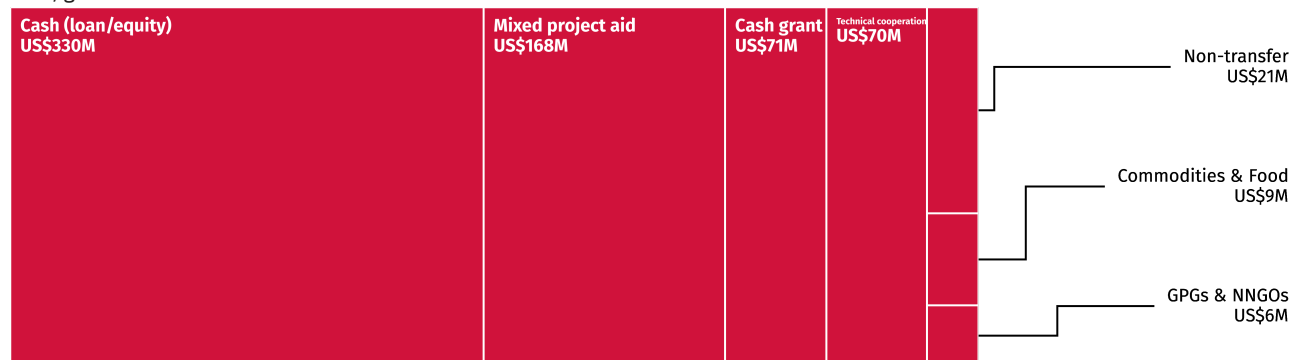 Cash (loan/equity)
US$330M
Mixed project aid
US$168M
Cash grant
US$71M
Technical cooperation
US$70M
Non-transfer
US$21M
Commodities & Food
US$9M
GPGs & NNGOs
US$6M